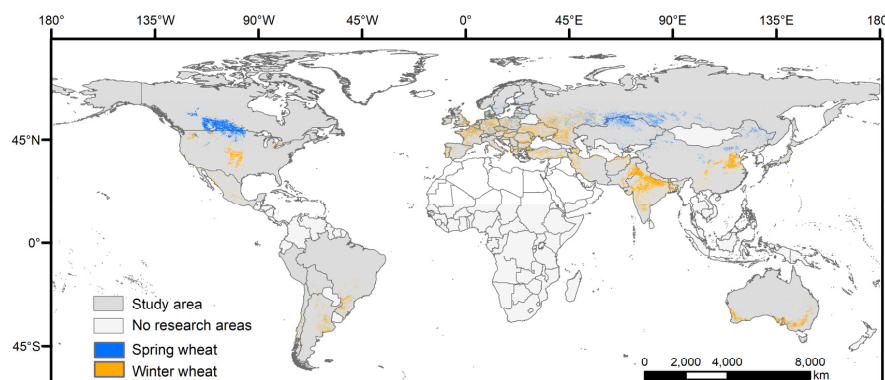 180° 135°W 90°W 45°W 0° 45°E 90°E 135°E 180°
45°N
0°
45°S
Study area
No research areas
Spring wheat
Winter wheat
0 2,000 4,000 8,000
km